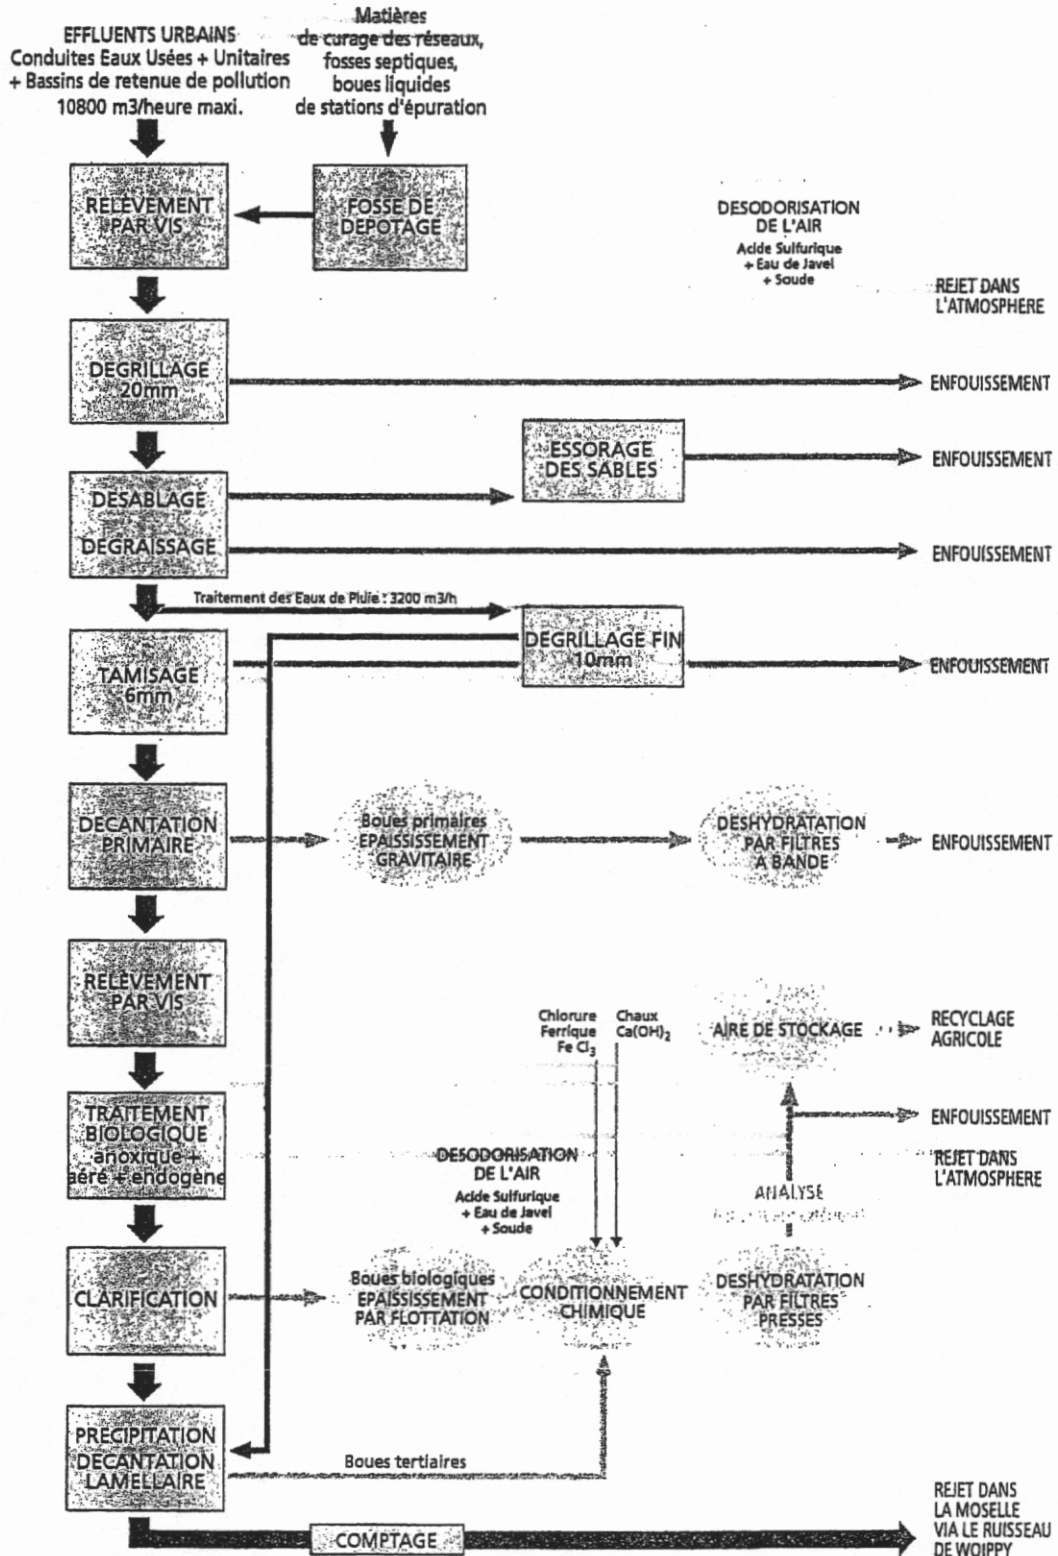 EFFLUENTS URBAINS
Conduites Eaux Usées + Unitaires
+ Bassins de retenue de pollution
10800 m3/heure maxi.
Matières
de curage des réseaux,
fosses septiques,
boues liquides
de stations d'épuration
RELÈVEMENT
PAR VIS
FOSSE DE
DEPOTAGE
DESODORISATION
DE L'AIR
Acide Sulfurique
+ Eau de Javel
+ Soude
REJET DANS
L'ATMOSPHERE
DEGRILLAGE
20mm
ENFOUISSEMENT
ESSORAGE
DES SABLES
ENFOUISSEMENT
DESABLAGE
DEGRAISSAGE
ENFOUISSEMENT
Traitement des Eaux de Pluie : 3200 m3/h
DEGRILLAGE FIN
10mm
TAMISAGE
6mm
ENFOUISSEMENT
DECANTATION
PRIMAIRE
Boues primaires
EPAISSISSEMENT
GRAVITAIRE
DESHYDRATATION
PAR FILTRES
A BANDE
ENFOUISSEMENT
RELÈVEMENT
PAR VIS
Chlorure
Ferrique
Fe Cl3
Chaux
Ca(OH)2
AIRE DE STOCKAGE
RECYCLAGE
AGRICOLE
TRAITEMENT
BIOLOGIQUE
anoxique +
aéré + endogène
ENFOUISSEMENT
DESODORISATION
DE L'AIR
Acide Sulfurique
+ Eau de Javel
+ Soude
REJET DANS
L'ATMOSPHERE
ANALYSE
CLARIFICATION
Boues biologiques
EPAISSISSEMENT
PAR FLOTTATION
CONDITIONNEMENT
CHIMIQUE
DESHYDRATATION
PAR FILTRES
PRESSES
PRÉCIPITATION
DECANTATION
LAMELLAIRE
Boues tertiaires
COMPTAGE
REJET DANS
LA MOSELLE
VIA LE RUISSEAU
DE WOIPPY